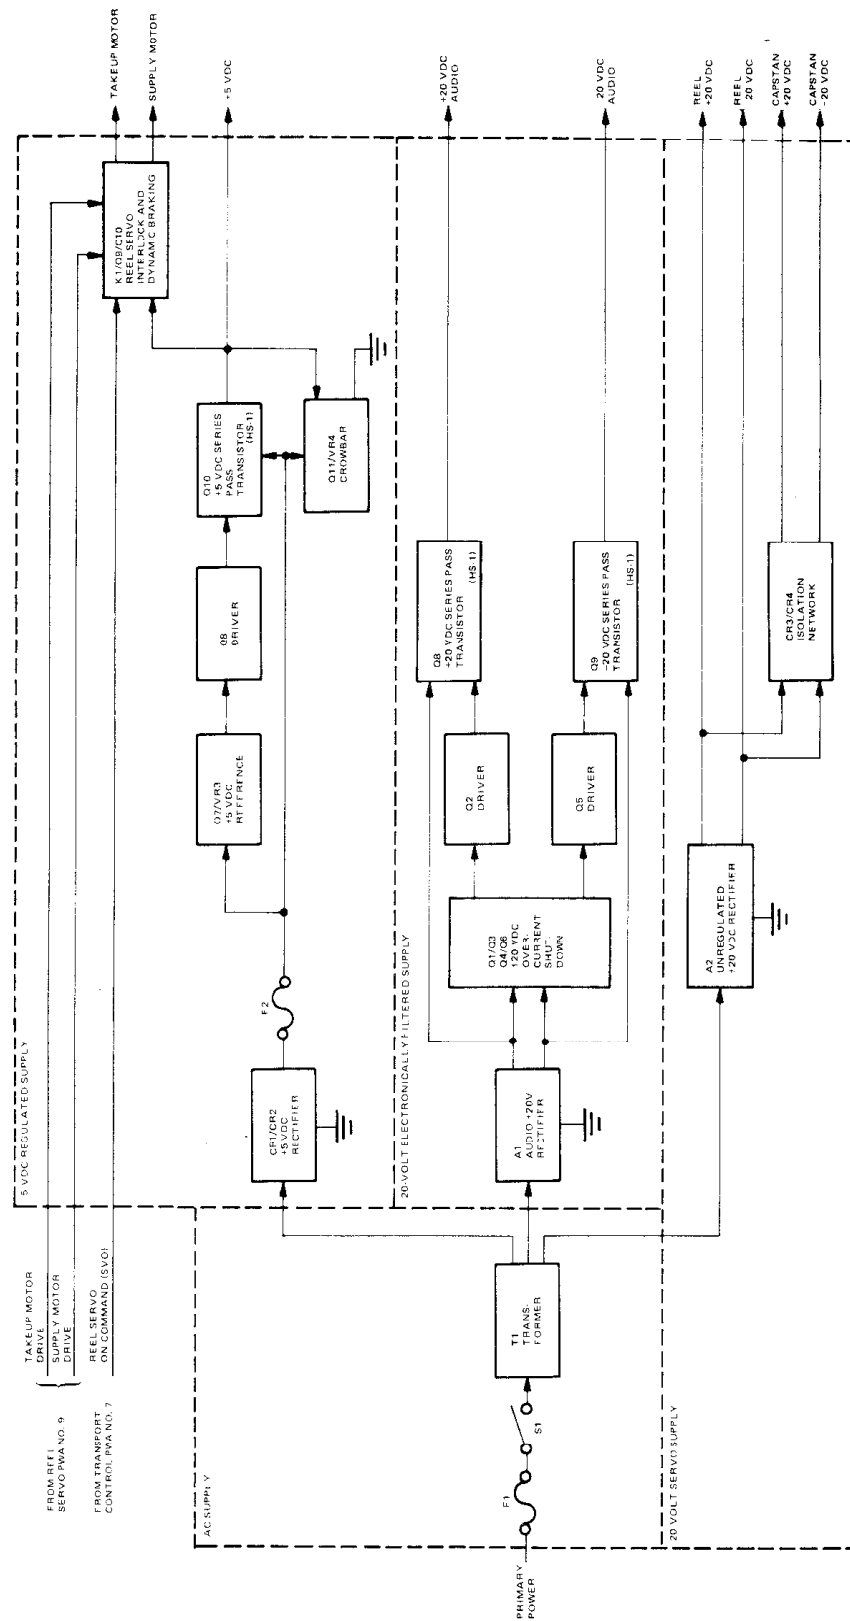 FROM REEL
SERVO PWA NO. 9
TAKEUP MOTOR
DRIVE
SUPPLY MOTOR
DRIVE
FROM TRANSPORT
CONTROL PWA NO. 7
REEL SERVO
ON COMMAND (SVO)
5 VDC REGULATED SUPPLY
K1/Q9/C10
REEL SERVO
INTERLOCK AND
DYNAMIC BRAKING
TAKEUP MOTOR
SUPPLY MOTOR
CR1/CR2
+5 VDC
RECTIFIER
F2
Q7/VR3
+5 VDC
REFERENCE
Q8
DRIVER
Q10
+5 VDC SERIES
PASS
TRANSISTOR
(HS-1)
Q11/VR4
CROWBAR
+5 VDC
AC SUPPLY
PRIMARY
POWER
F1
S1
T1
TRANS-
FORMER
20-VOLT ELECTRONICALLY FILTERED SUPPLY
A1
AUDIO +20V
RECTIFIER
Q1/Q3
Q4/Q6
+20 VDC
OVER-
CURRENT
SHUT-
DOWN
Q2
DRIVER
Q5
DRIVER
Q8
+20 VDC SERIES PASS
TRANSISTOR
(HS-1)
Q9
-20 VDC SERIES PASS
TRANSISTOR
(HS-1)
+20 VDC
AUDIO
20 VDC
AUDIO
20 VOLT SERVO SUPPLY
A2
UNREGULATED
+20 VDC RECTIFIER
CR3/CR4
ISOLATION
NETWORK
REEL
+20 VDC
REEL
20 VDC
CAPSTAN
+20 VDC
CAPSTAN
-20 VDC